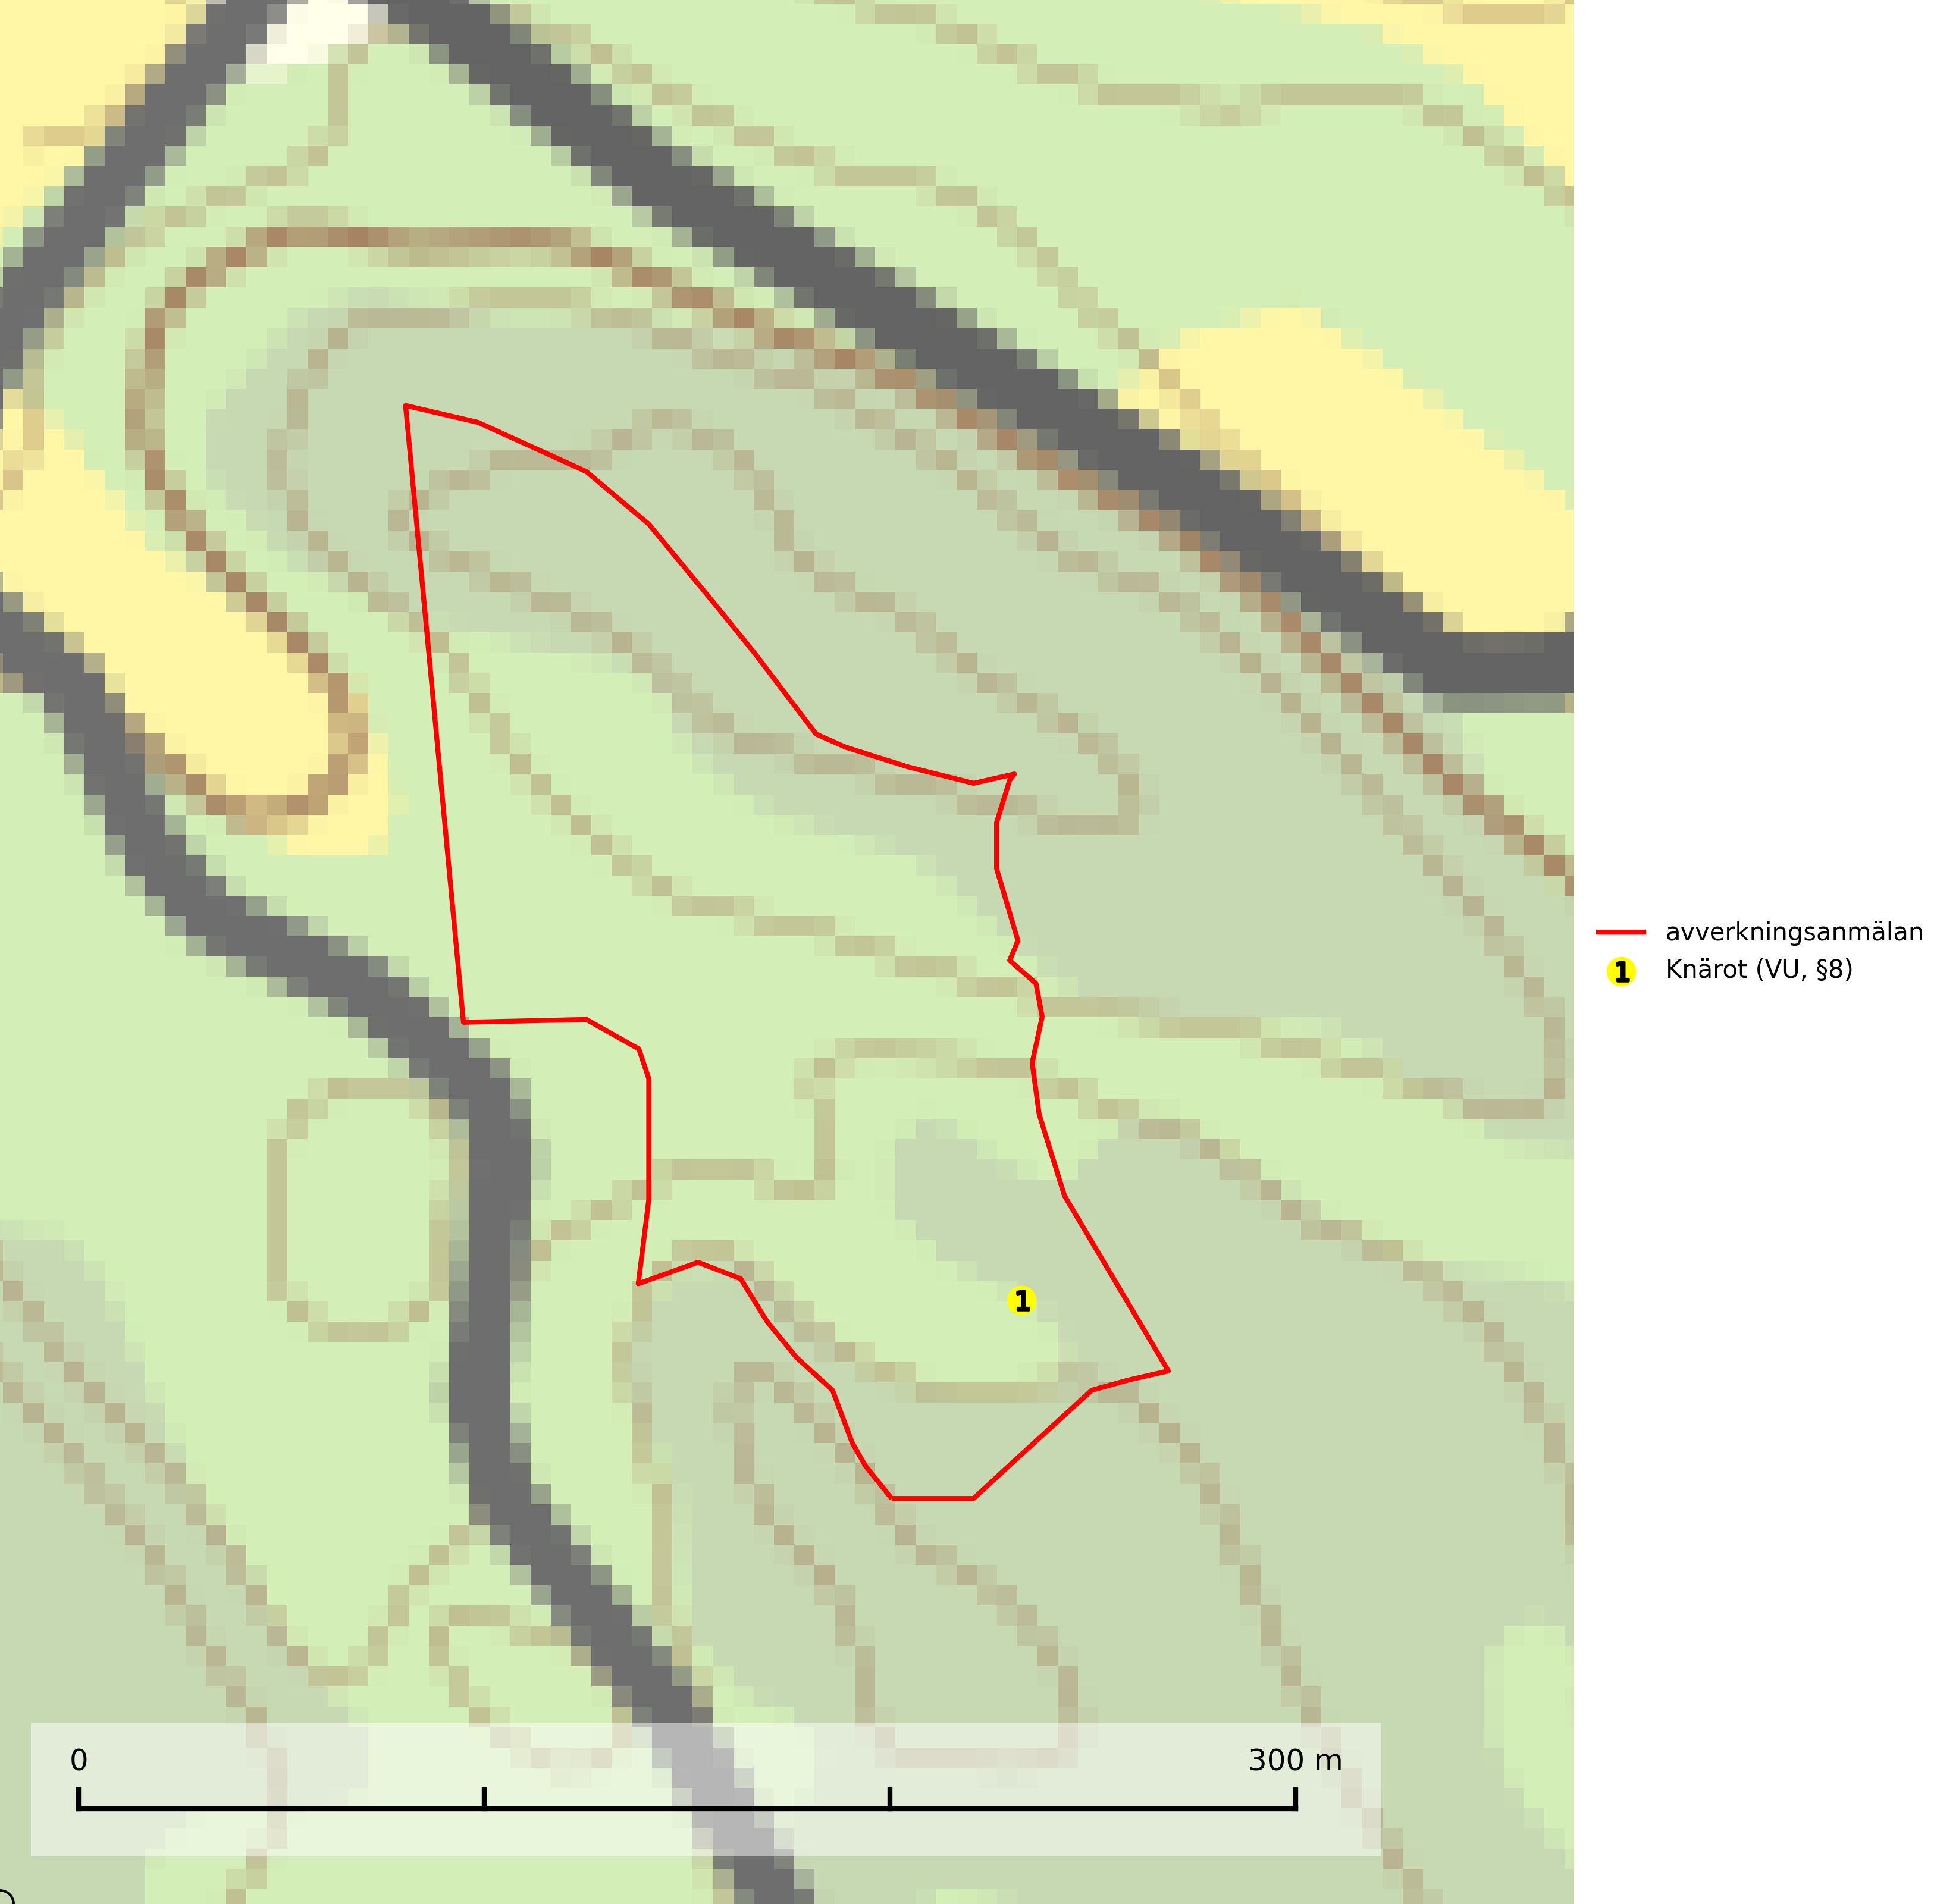 avverkningsanmälan
1 Knärot (VU, §8)
1
0 300 m